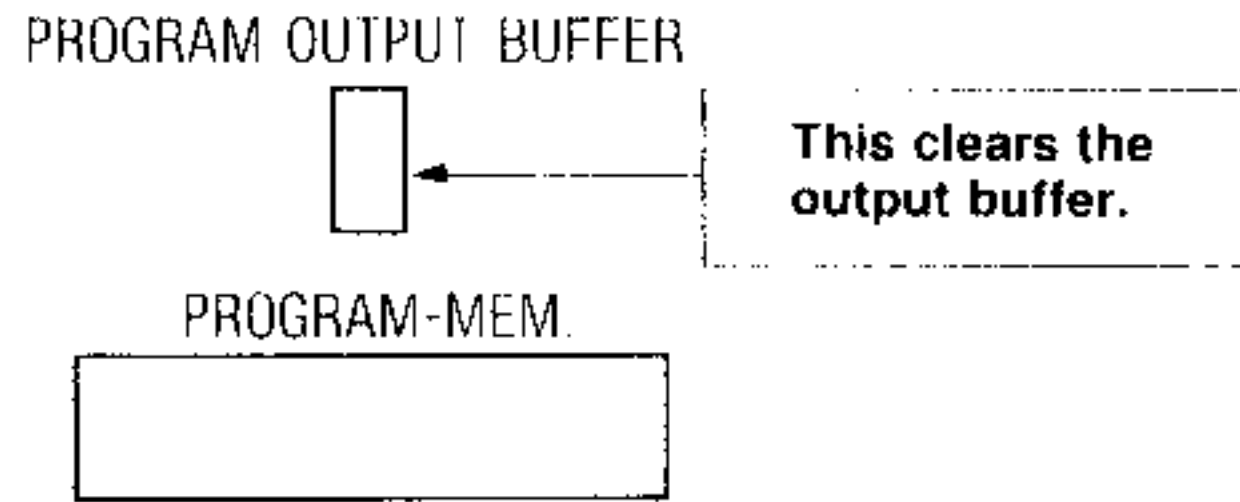 PROGRAM OUTPUT BUFFER
This clears the
output buffer.
PROGRAM-MEM.